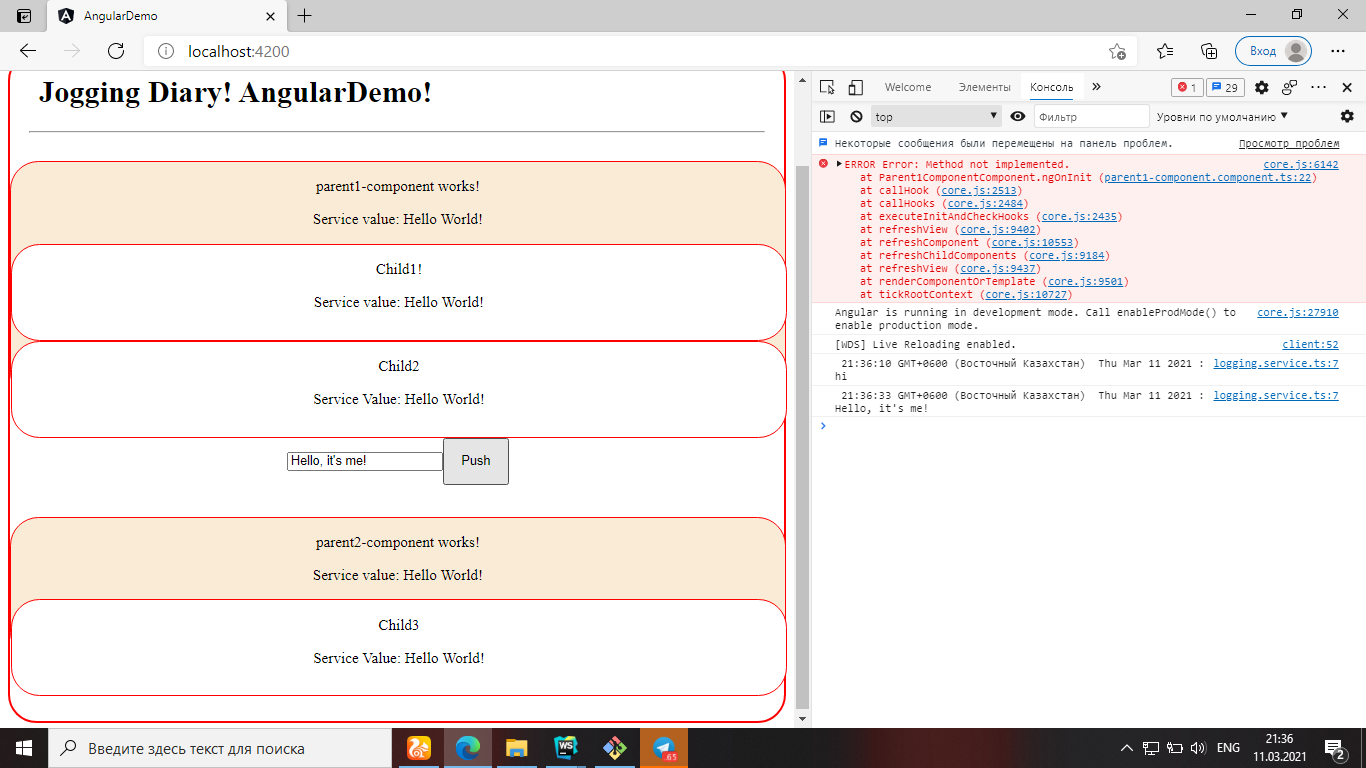 AngularDemo
localhost:4200
Вход
Jogging Diary! AngularDemo!
parent1-component works!
Service value: Hello World!
Child1!
Service value: Hello World!
Child2
Service Value: Hello World!
Hello, it's me! Push
parent2-component works!
Service value: Hello World!
Child3
Service Value: Hello World!
Welcome Элементы Консоль 1 29
top Фильтр Уровни по умолчанию
Некоторые сообщения были перемещены на панель проблем. Просмотр проблем
ERROR Error: Method not implemented. core.js:6142
at Parent1ComponentComponent.ngOnInit (parent1-component.component.ts:22)
at callHook (core.js:2513)
at callHooks (core.js:2484)
at executeInitAndCheckHooks (core.js:2435)
at refreshView (core.js:9402)
at refreshComponent (core.js:10553)
at refreshChildComponents (core.js:9184)
at refreshView (core.js:9437)
at renderComponentOrTemplate (core.js:9501)
at tickRootContext (core.js:10727)
Angular is running in development mode. Call enableProdMode() to core.js:27910
enable production mode.
[WDS] Live Reloading enabled. client:52
21:36:10 GMT+0600 (Восточный Казахстан) Thu Mar 11 2021 : logging.service.ts:7
hi
21:36:33 GMT+0600 (Восточный Казахстан) Thu Mar 11 2021 : logging.service.ts:7
Hello, it's me!
Введите здесь текст для поиска
WS
65
ENG
21:36
11.03.2021
2